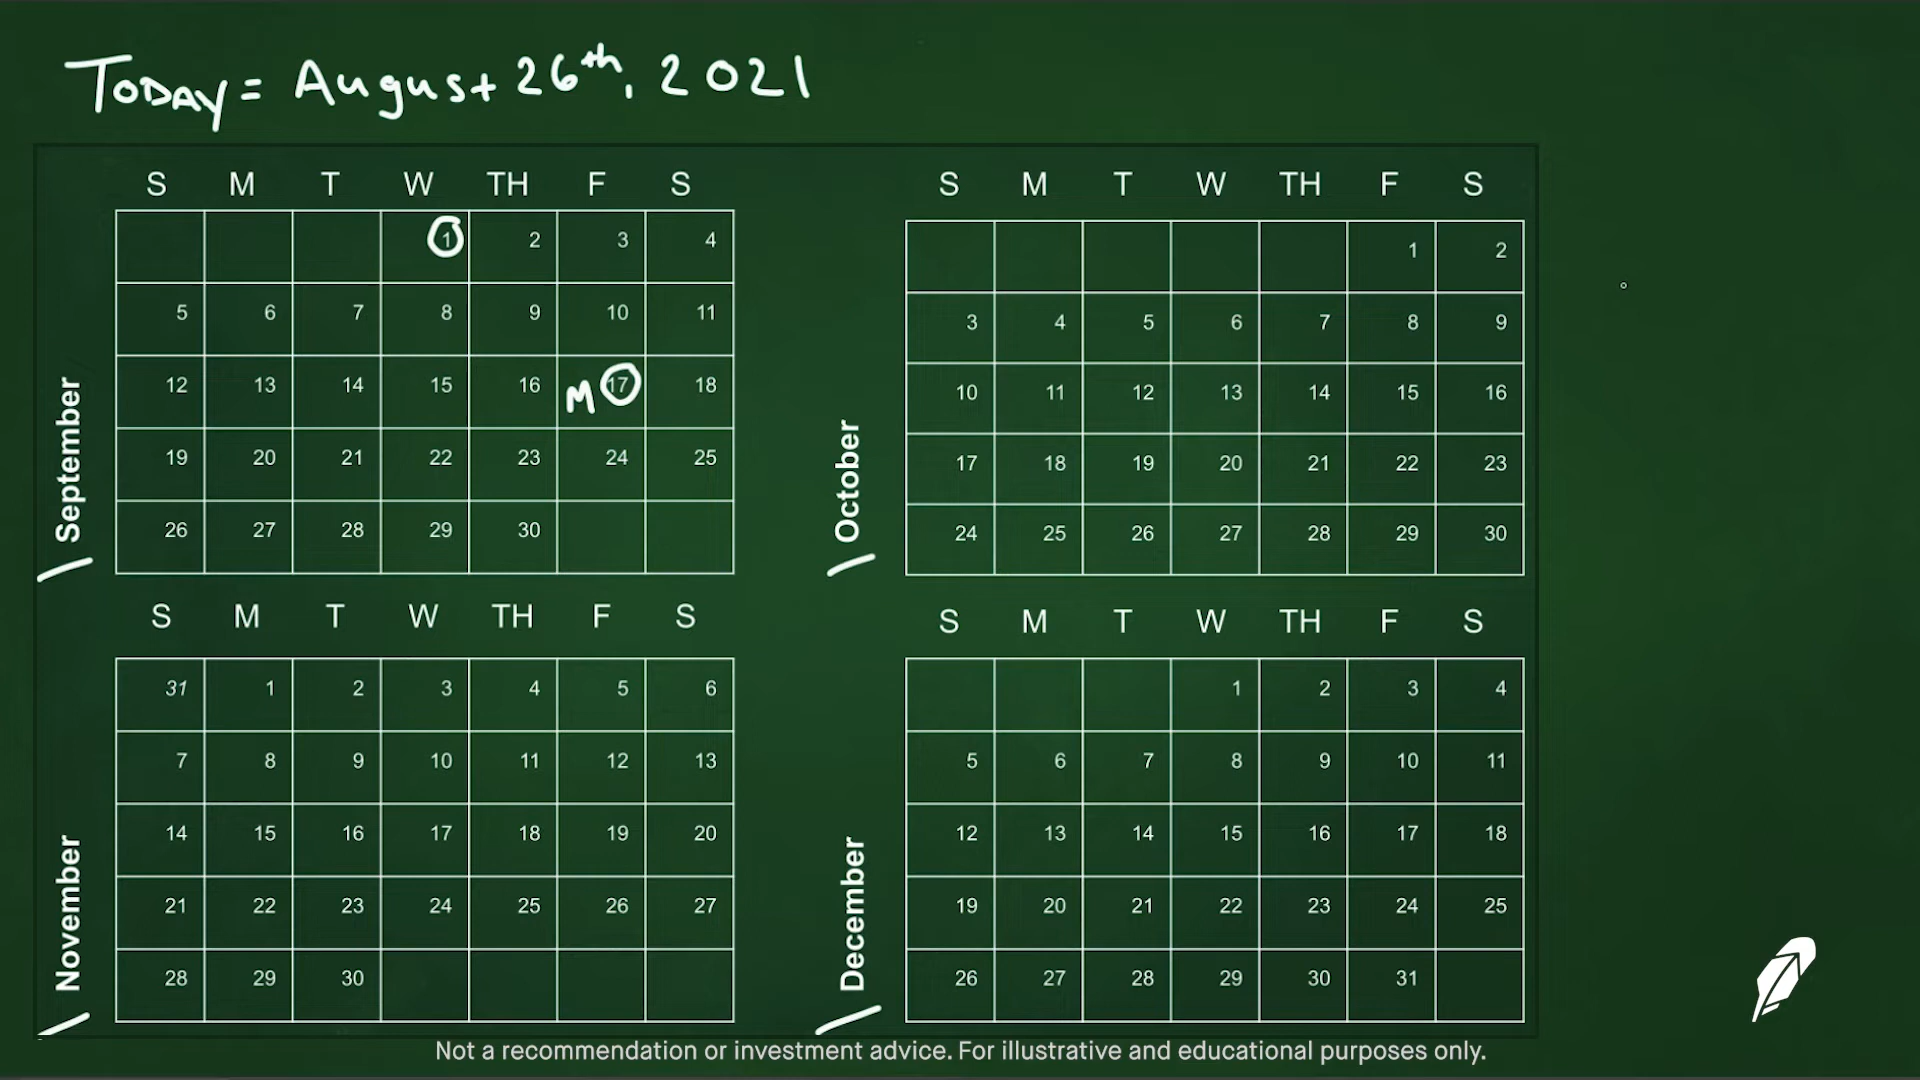 TODAY = August 26th, 2021
S M T W TH F S
1 2 3 4
5 6 7 8 9 10 11
12 13 14 15 16 M 17 18
19 20 21 22 23 24 25
26 27 28 29 30
September
S M T W TH F S
1 2
3 4 5 6 7 8 9
10 11 12 13 14 15 16
17 18 19 20 21 22 23
24 25 26 27 28 29 30
October
S M T W TH F S
31 1 2 3 4 5 6
7 8 9 10 11 12 13
14 15 16 17 18 19 20
21 22 23 24 25 26 27
28 29 30
November
S M T W TH F S
1 2 3 4
5 6 7 8 9 10 11
12 13 14 15 16 17 18
19 20 21 22 23 24 25
26 27 28 29 30 31
December
Not a recommendation or investment advice. For illustrative and educational purposes only.